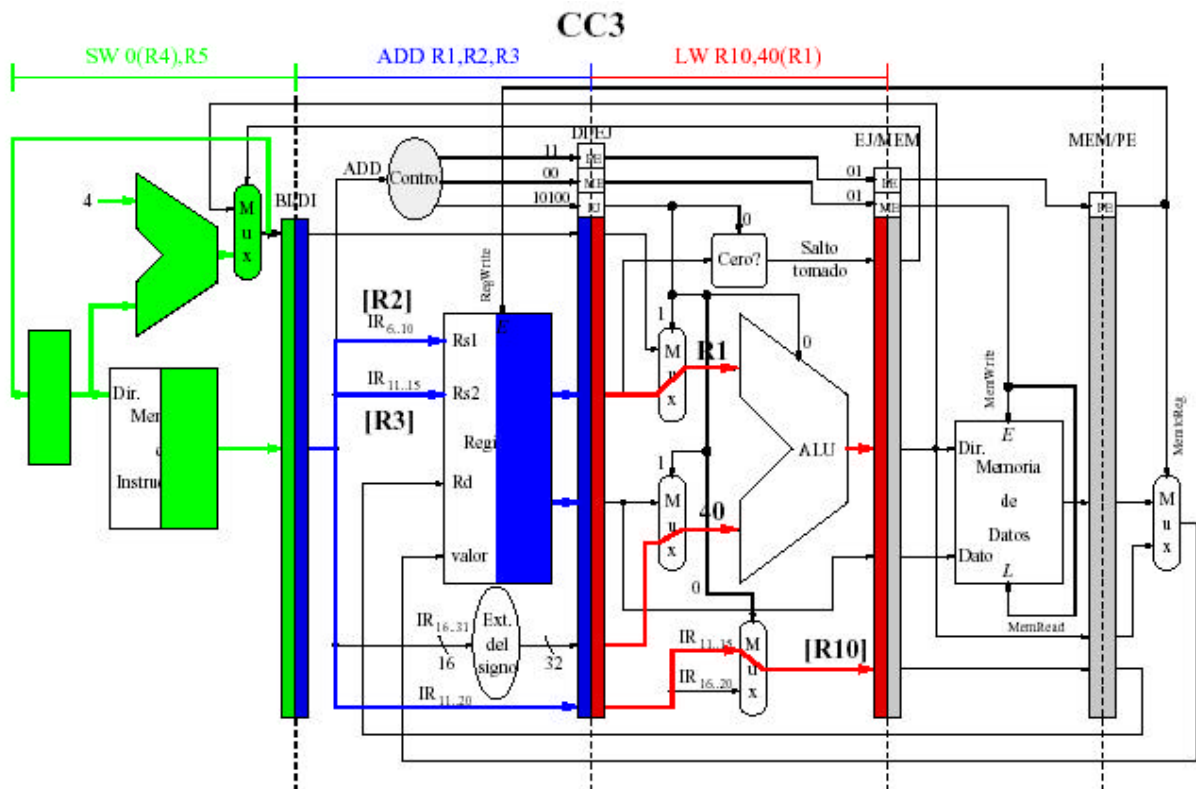 CC3
SW 0(R4),R5
ADD R1,R2,R3
LW R10,40(R1)
DI/EJ
EJ/MEM
MEM/PE
BI/DI
4
M
u
x
ADD
Contro
11
00
10100
PE
ME
EJ
01
01
PE
ME
PE
0
Cero?
Salto
tomado
RegWrite
[R2]
IR6..10
Rs1
E
IR11..15
Rs2
[R3]
Regi
Rd
valor
1
M
u
x
R1
0
ALU
1
M
u
x
40
MemWrite
E
Dir.
Memoria
de
Datos
Dato
L
MemRead
MemtoReg
M
u
x
Dir.
Mem
Instruc
IR16..31
16
Ext.
del
signo
32
0
IR11..15
M
u
x
[R10]
IR16..20
IR11..20